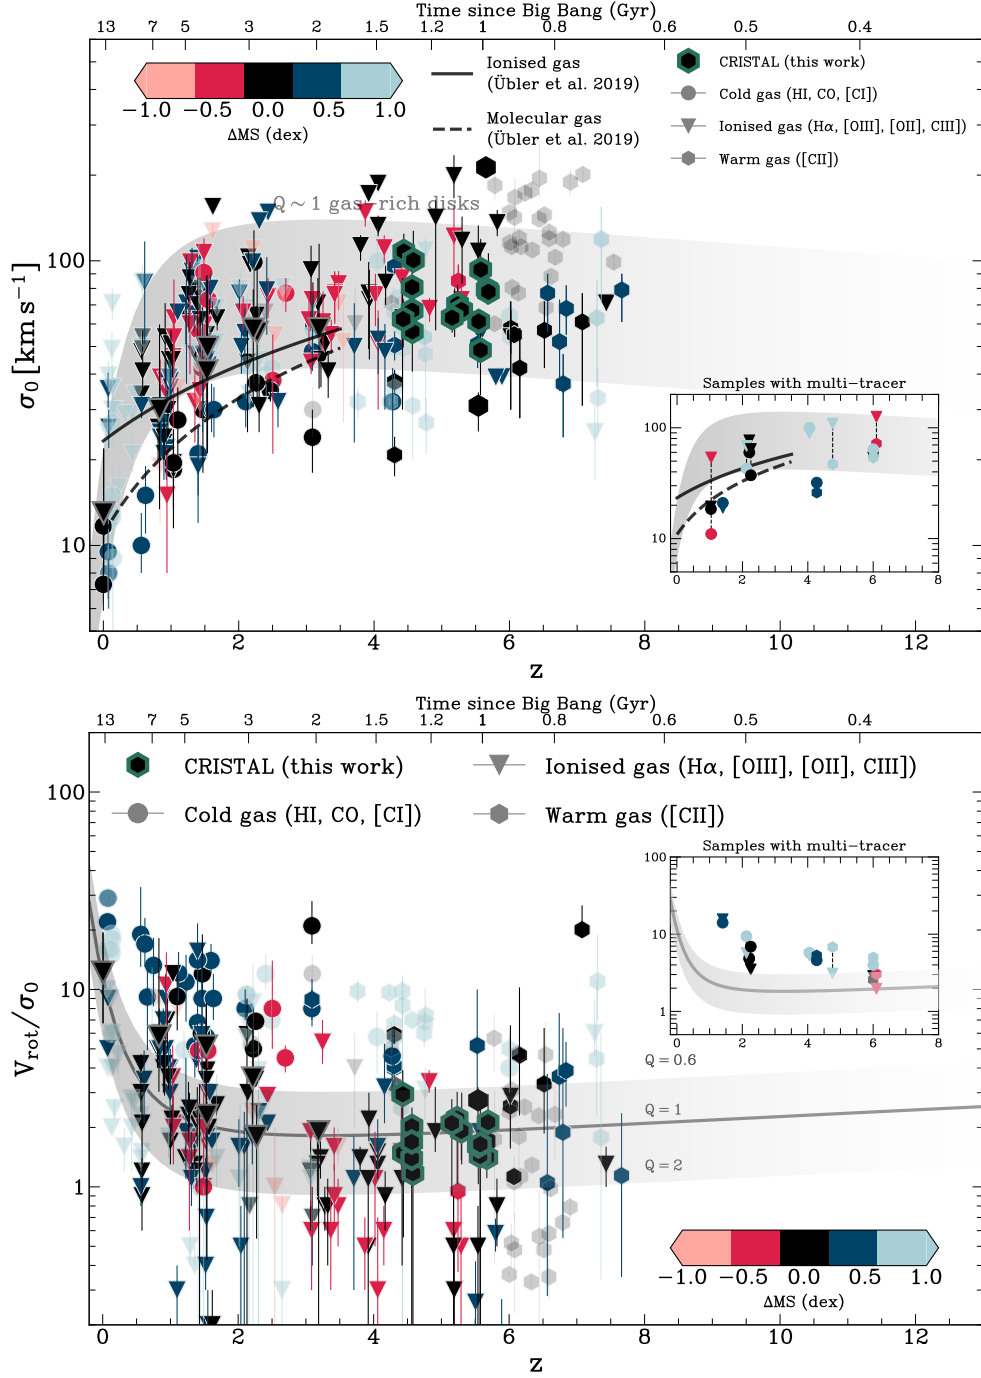 Time since Big Bang (Gyr)
13 7 5 3 2 1.5 1.2 1 0.8 0.6 0.5 0.4
−1.0 −0.5 0.0 0.5 1.0
ΔMS (dex)
Ionised gas
(Übler et al. 2019)
Molecular gas
(Übler et al. 2019)
CRISTAL (this work)
Cold gas (HI, CO, [CI])
Ionised gas (Hα, [OIII], [OII], CIII])
Warm gas ([CII])
Q ~ 1 gas-rich disks
σ₀ [km s⁻¹]
100
10
Samples with multi-tracer
100
10
0 2 4 6 8
0 2 4 6 8 10 12
z
Time since Big Bang (Gyr)
13 7 5 3 2 1.5 1.2 1 0.8 0.6 0.5 0.4
CRISTAL (this work)
Ionised gas (Hα, [OIII], [OII], CIII])
Cold gas (HI, CO, [CI])
Warm gas ([CII])
V_rot/σ₀
100
10
1
Samples with multi-tracer
100
10
1
0 2 4 6 8
Q = 0.6
Q = 1
Q = 2
−1.0 −0.5 0.0 0.5 1.0
ΔMS (dex)
0 2 4 6 8 10 12
z